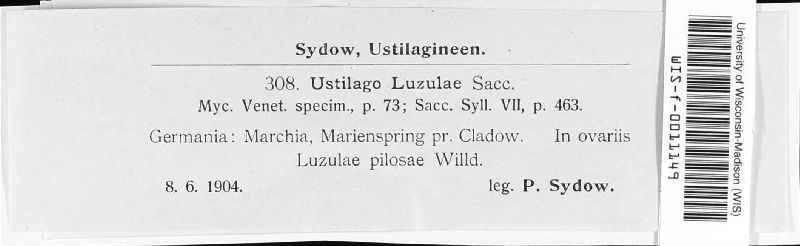 Sydow, Ustilagineen.
308. Ustilago Luzulae Sacc.
Myc. Venet. specim., p. 73; Sacc. Syll. VII, p. 463.
Germania: Marchia, Marienspring pr. Cladow. In ovariis
Luzulae pilosae Willd.
8. 6. 1904. leg. P. Sydow.
University of Wisconsin-Madison (WIS)
WIS-f-0011149